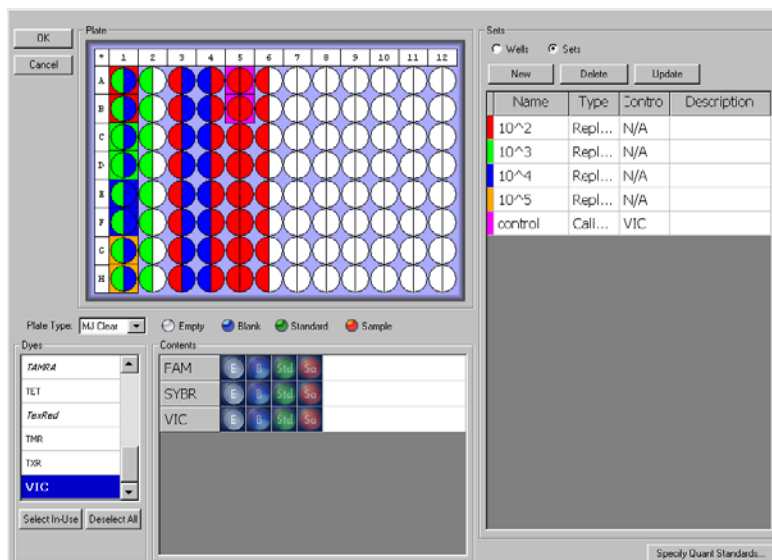 OK
Cancel
Plate
* 1 2 3 4 5 6 7 8 9 10 11 12
A
B
C
D
E
F
G
H
Plate Type: MJ Clear Empty Blank Standard Sample
Dyes
TAMRA
TET
TexRed
TMR
TXR
VIC
Select In-Use Deselect All
Contents
FAM E B Std Sa
SYBR E B Std Sa
VIC E B Std Sa
Sets
Wells Sets
New Delete Update
Name Type Contro Description
10^2 Repl... N/A
10^3 Repl... N/A
10^4 Repl... N/A
10^5 Repl... N/A
control Cali... VIC
Specify Quant Standards...